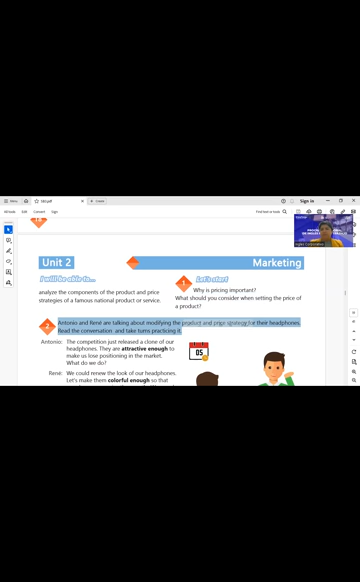 Menu
580.pdf
+ Create
Sign in
All tools Edit Convert Sign
Find text or tools
Unit 2
Marketing
I will be able to...
analyze the components of the product and price
strategies of a famous national product or service.
1
Let's start
Why is pricing important?
What should you consider when setting the price of
a product?
2
Antonio and René are talking about modifying the product and price strategy for their headphones.
Read the conversation and take turns practicing it.
Antonio: The competition just released a clone of our
headphones. They are attractive enough to
make us lose positioning in the market.
What do we do?
05
René: We could renew the look of our headphones.
Let's make them colorful enough so that